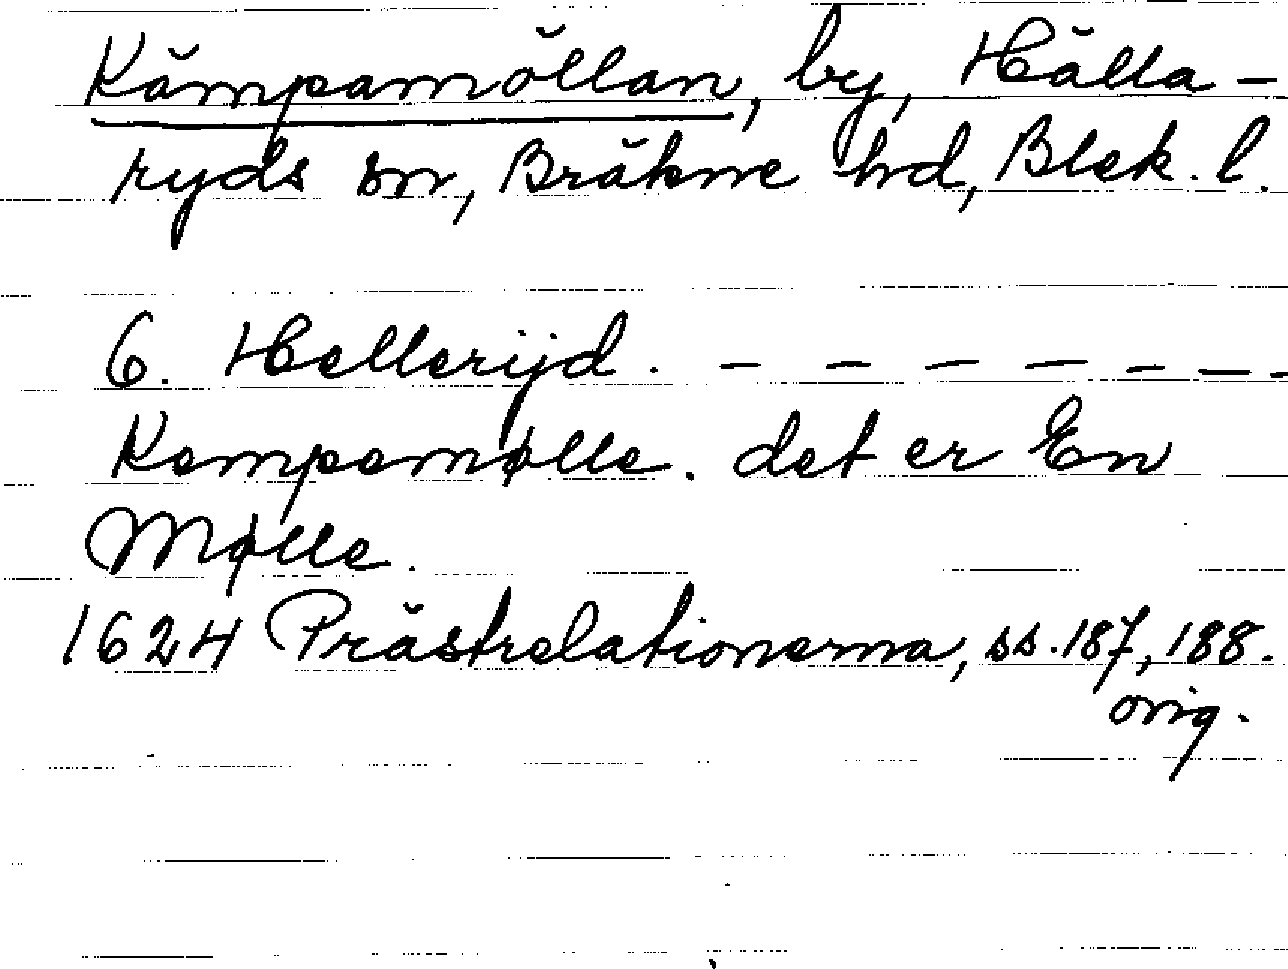 Kämpamöllan, by, Hälla-
ryds sn, Bräkne hd, Blek. l.
6. Hellerijd. - - - - - - -
Kempemølle. det er En
Mølle.
1624 Prästrelationerna, ss. 187, 188.
orig.